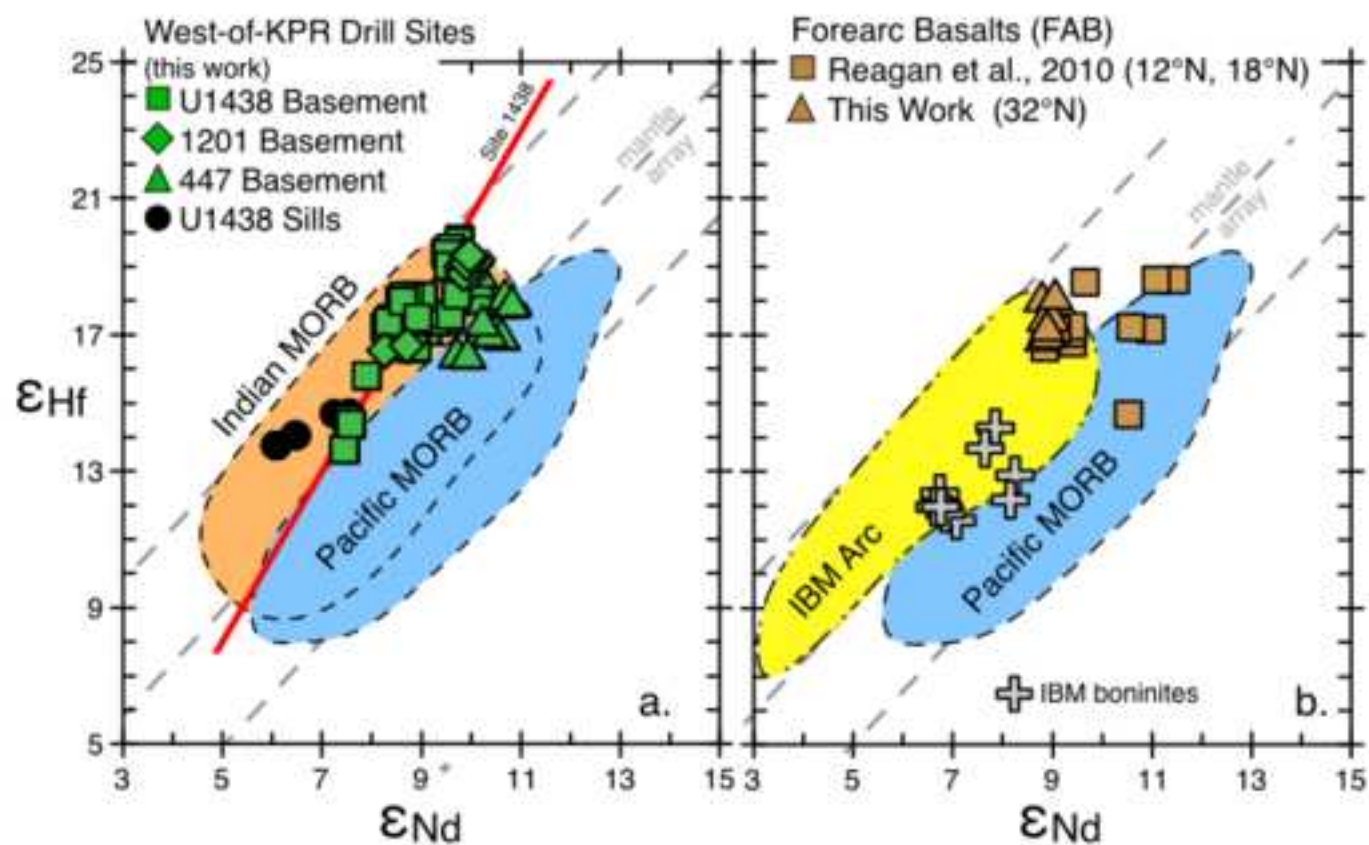 West-of-KPR Drill Sites
(this work)
U1438 Basement
1201 Basement
447 Basement
U1438 Sills
Site 1438
mantle
array
Indian MORB
Pacific MORB
a.
25
21
17
13
9
5
εHf
3
7
9
11
13
15
5
εNd
Forearc Basalts (FAB)
Reagan et al., 2010 (12°N, 18°N)
This Work (32°N)
mantle
array
IBM Arc
Pacific MORB
IBM boninites
b.
3
5
7
9
11
13
15
εNd